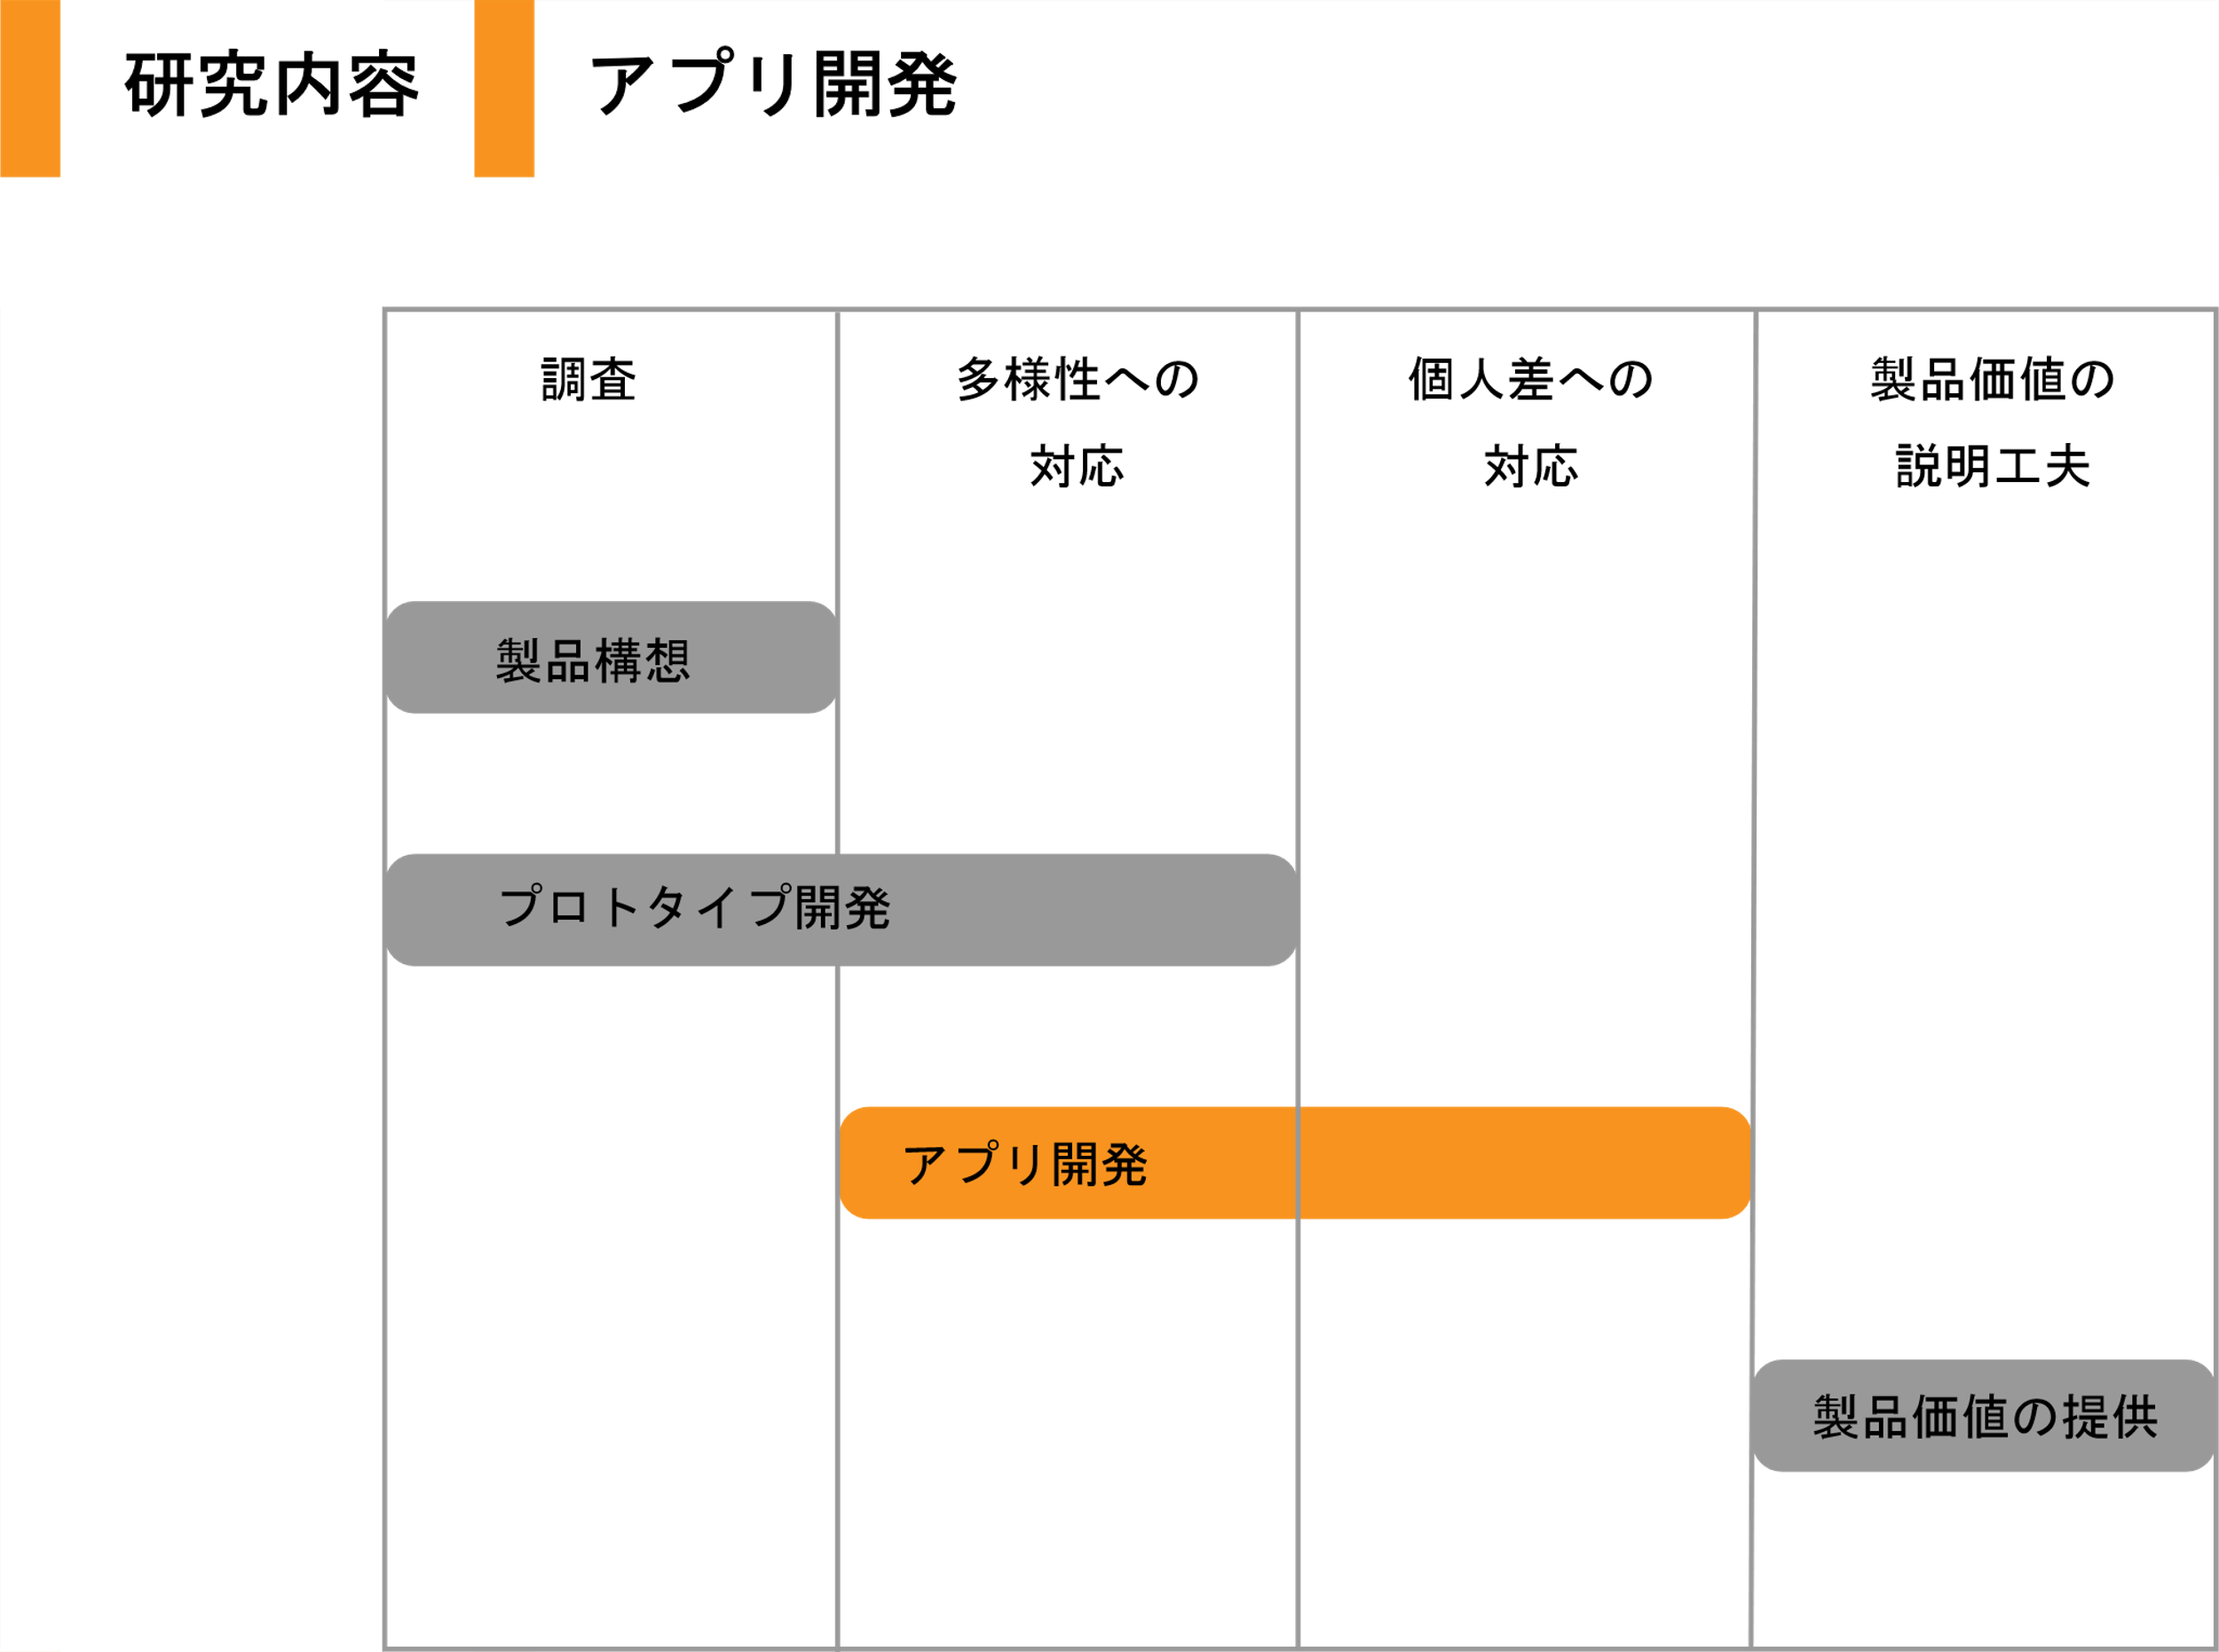 研究内容
アプリ開発
調査
多様性への
対応
個人差への
対応
製品価値の
説明工夫
製品構想
プロトタイプ開発
アプリ開発
製品価値の提供